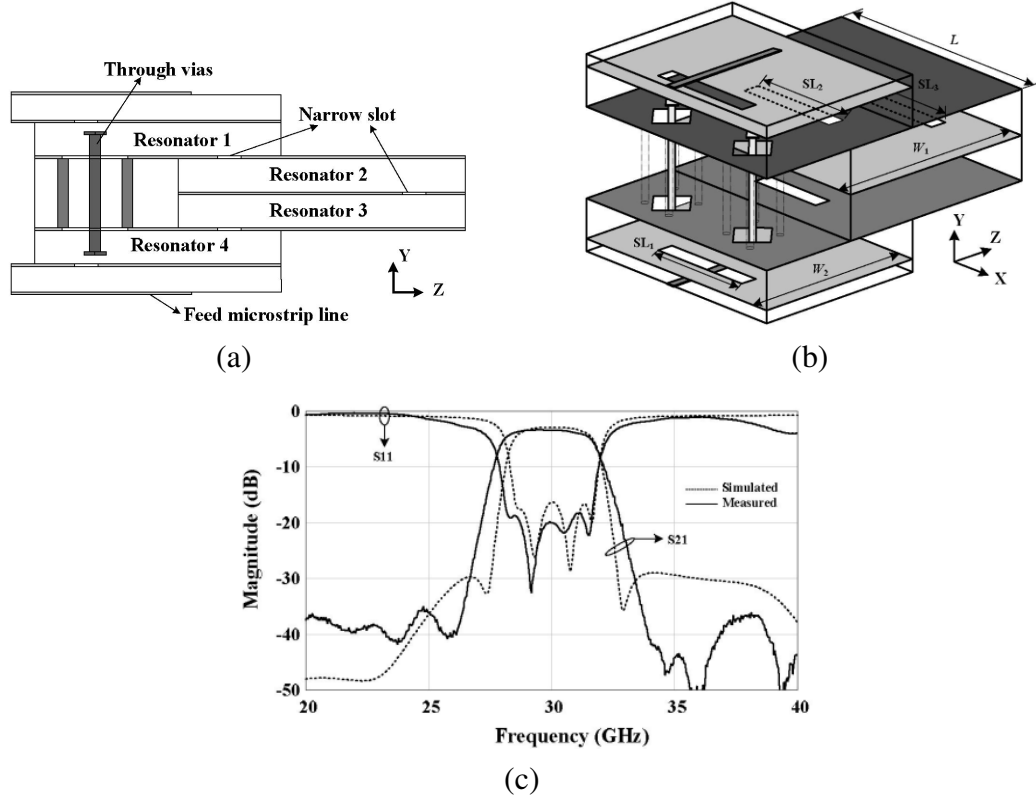 Through vias
Narrow slot
Resonator 1
Resonator 2
Resonator 3
Resonator 4
Y
Z
Feed microstrip line
(a)
L
SL2
SL3
W1
SL1
W2
Y
Z
X
(b)
0
-10
-20
-30
-40
-50
Magnitude (dB)
S11
Simulated
Measured
S21
20
25
30
35
40
Frequency (GHz)
(c)